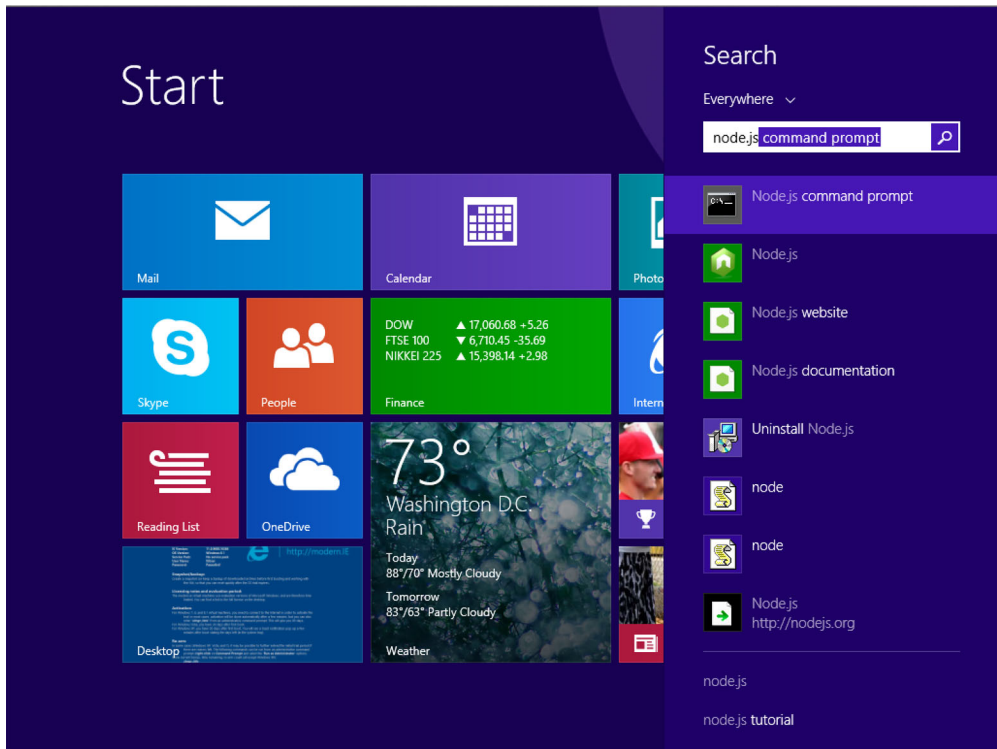 Start
Mail
Calendar
Photo
Skype
People
DOW ▲ 17,060.68 +5.26
FTSE 100 ▼ 6,710.45 -35.69
NIKKEI 225 ▲ 15,398.14 +2.98
Finance
Intern
Reading List
OneDrive
73°
Washington D.C.
Rain
Today
88°/70° Mostly Cloudy
Tomorrow
83°/63° Partly Cloudy
Weather
http://modern.IE
Desktop
Search
Everywhere
node.js command prompt
Node.js command prompt
Node.js
Node.js website
Node.js documentation
Uninstall Node.js
node
node
Node.js
http://nodejs.org
node.js
node.js tutorial